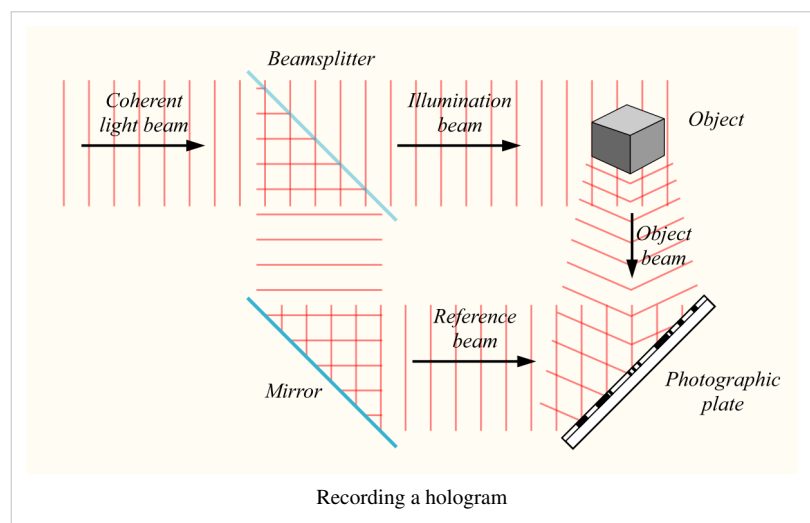 Beamsplitter
Coherent
light beam
Illumination
beam
Object
Object
beam
Reference
beam
Mirror
Photographic
plate
Recording a hologram